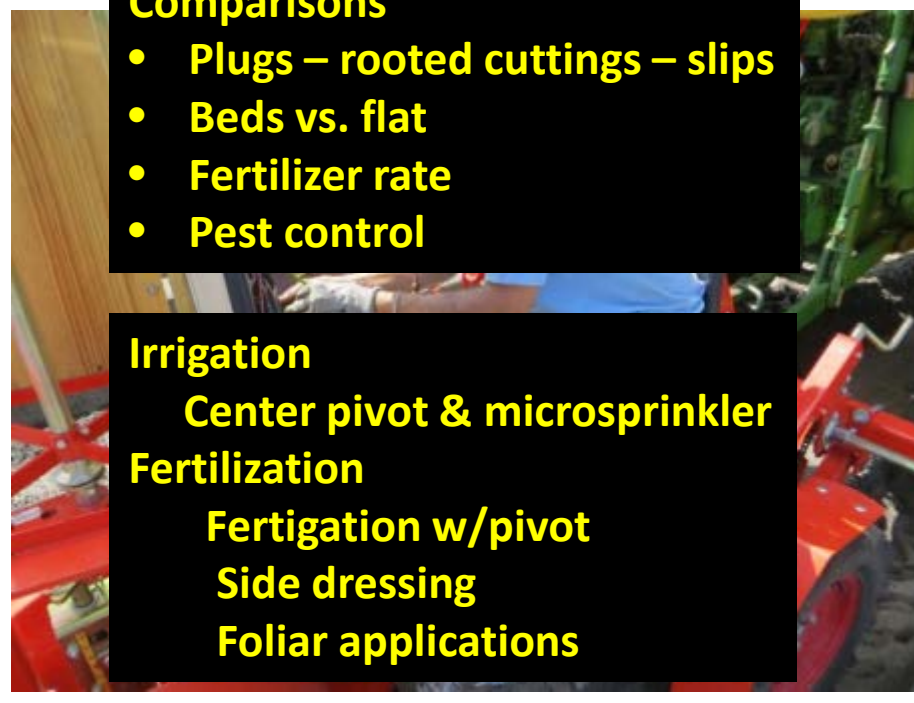 Comparisons
• Plugs – rooted cuttings – slips
• Beds vs. flat
• Fertilizer rate
• Pest control
Irrigation
Center pivot & microsprinkler
Fertilization
Fertigation w/pivot
Side dressing
Foliar applications